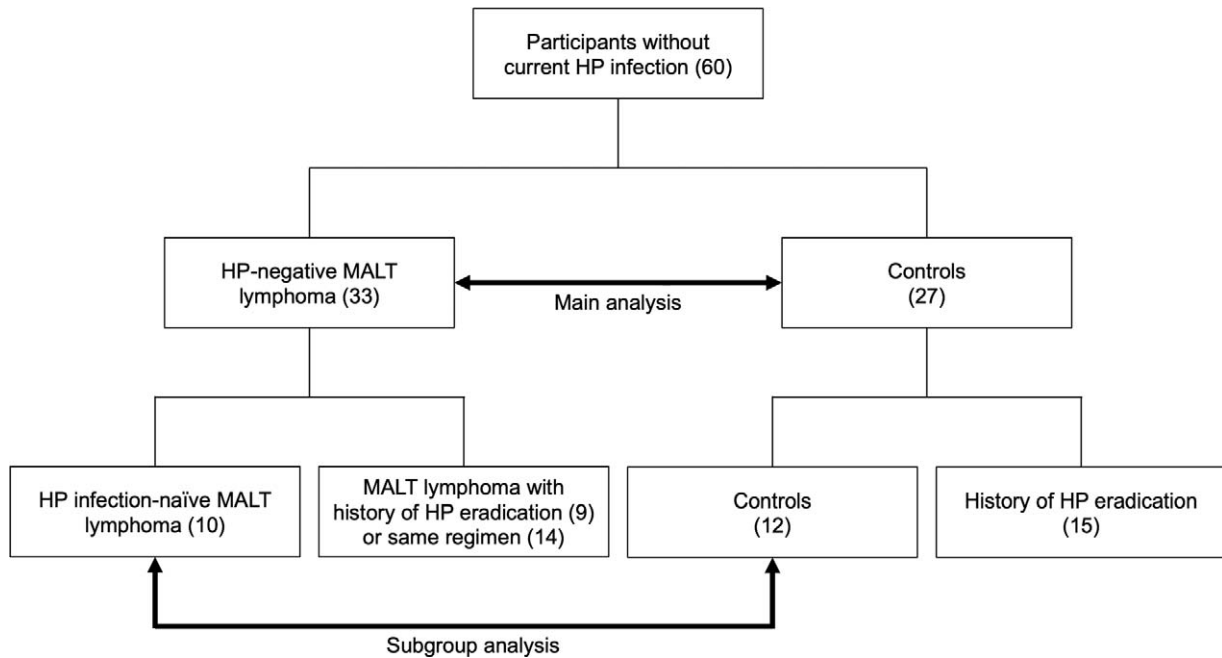 Participants without
current HP infection (60)
HP-negative MALT
lymphoma (33)
Main analysis
Controls
(27)
HP infection-naïve MALT
lymphoma (10)
MALT lymphoma with
history of HP eradication (9)
or same regimen (14)
Controls
(12)
History of HP eradication
(15)
Subgroup analysis